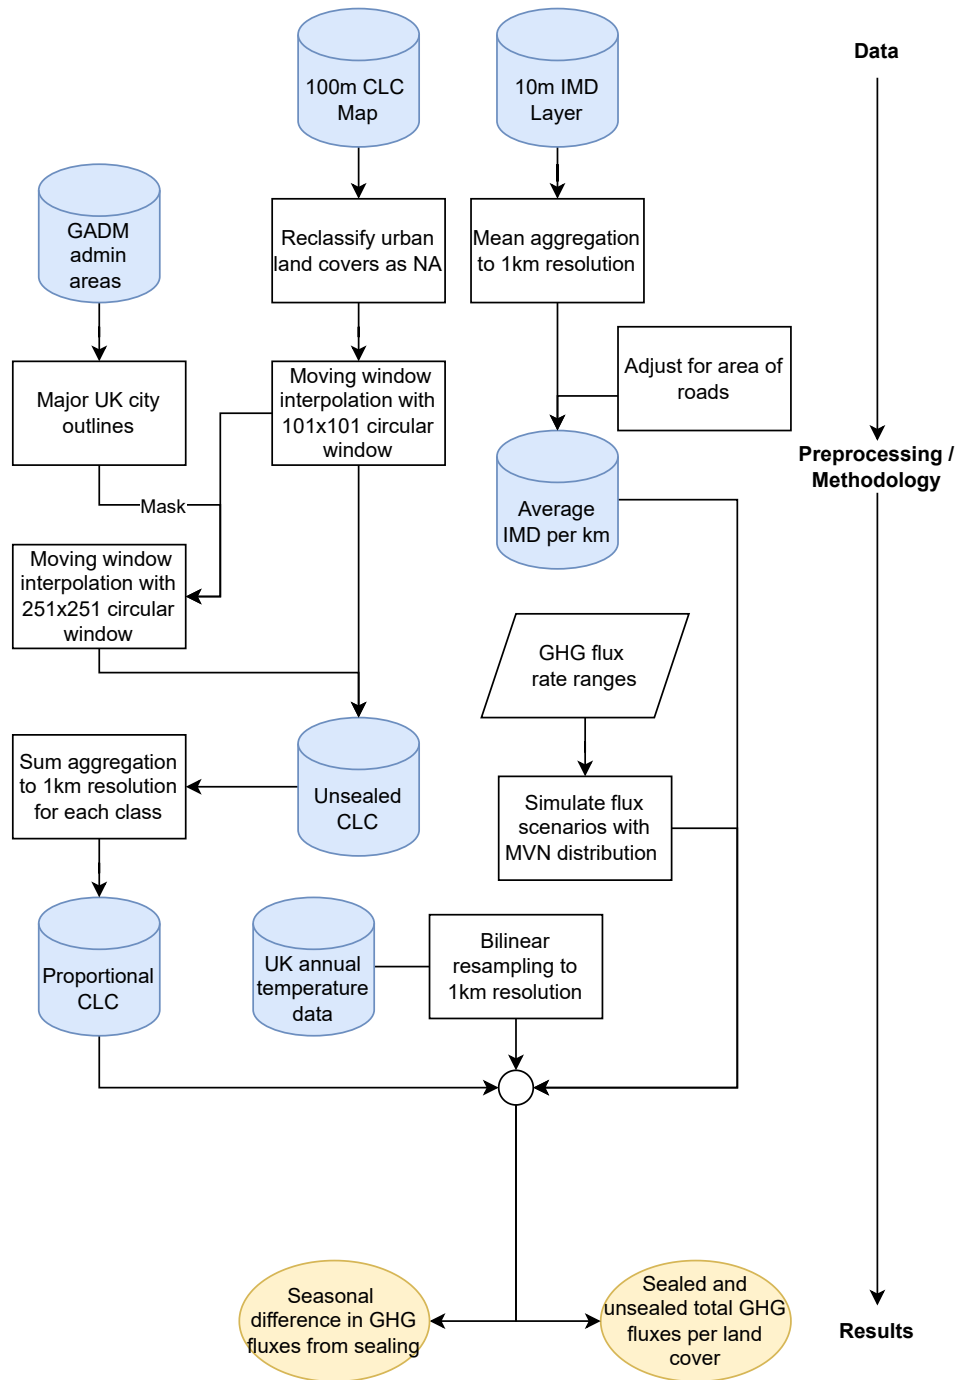 100m CLC
Map
10m IMD
Layer
Data
GADM
admin
areas
Reclassify urban
land covers as NA
Mean aggregation
to 1km resolution
Adjust for area of
roads
Major UK city
outlines
Moving window
interpolation with
101x101 circular
window
Preprocessing /
Methodology
Mask
Average
IMD per km
Moving window
interpolation with
251x251 circular
window
GHG flux
rate ranges
Sum aggregation
to 1km resolution
for each class
Unsealed
CLC
Simulate flux
scenarios with
MVN distribution
Proportional
CLC
UK annual
temperature
data
Bilinear
resampling to
1km resolution
Seasonal
difference in GHG
fluxes from sealing
Sealed and
unsealed total GHG
fluxes per land
cover
Results